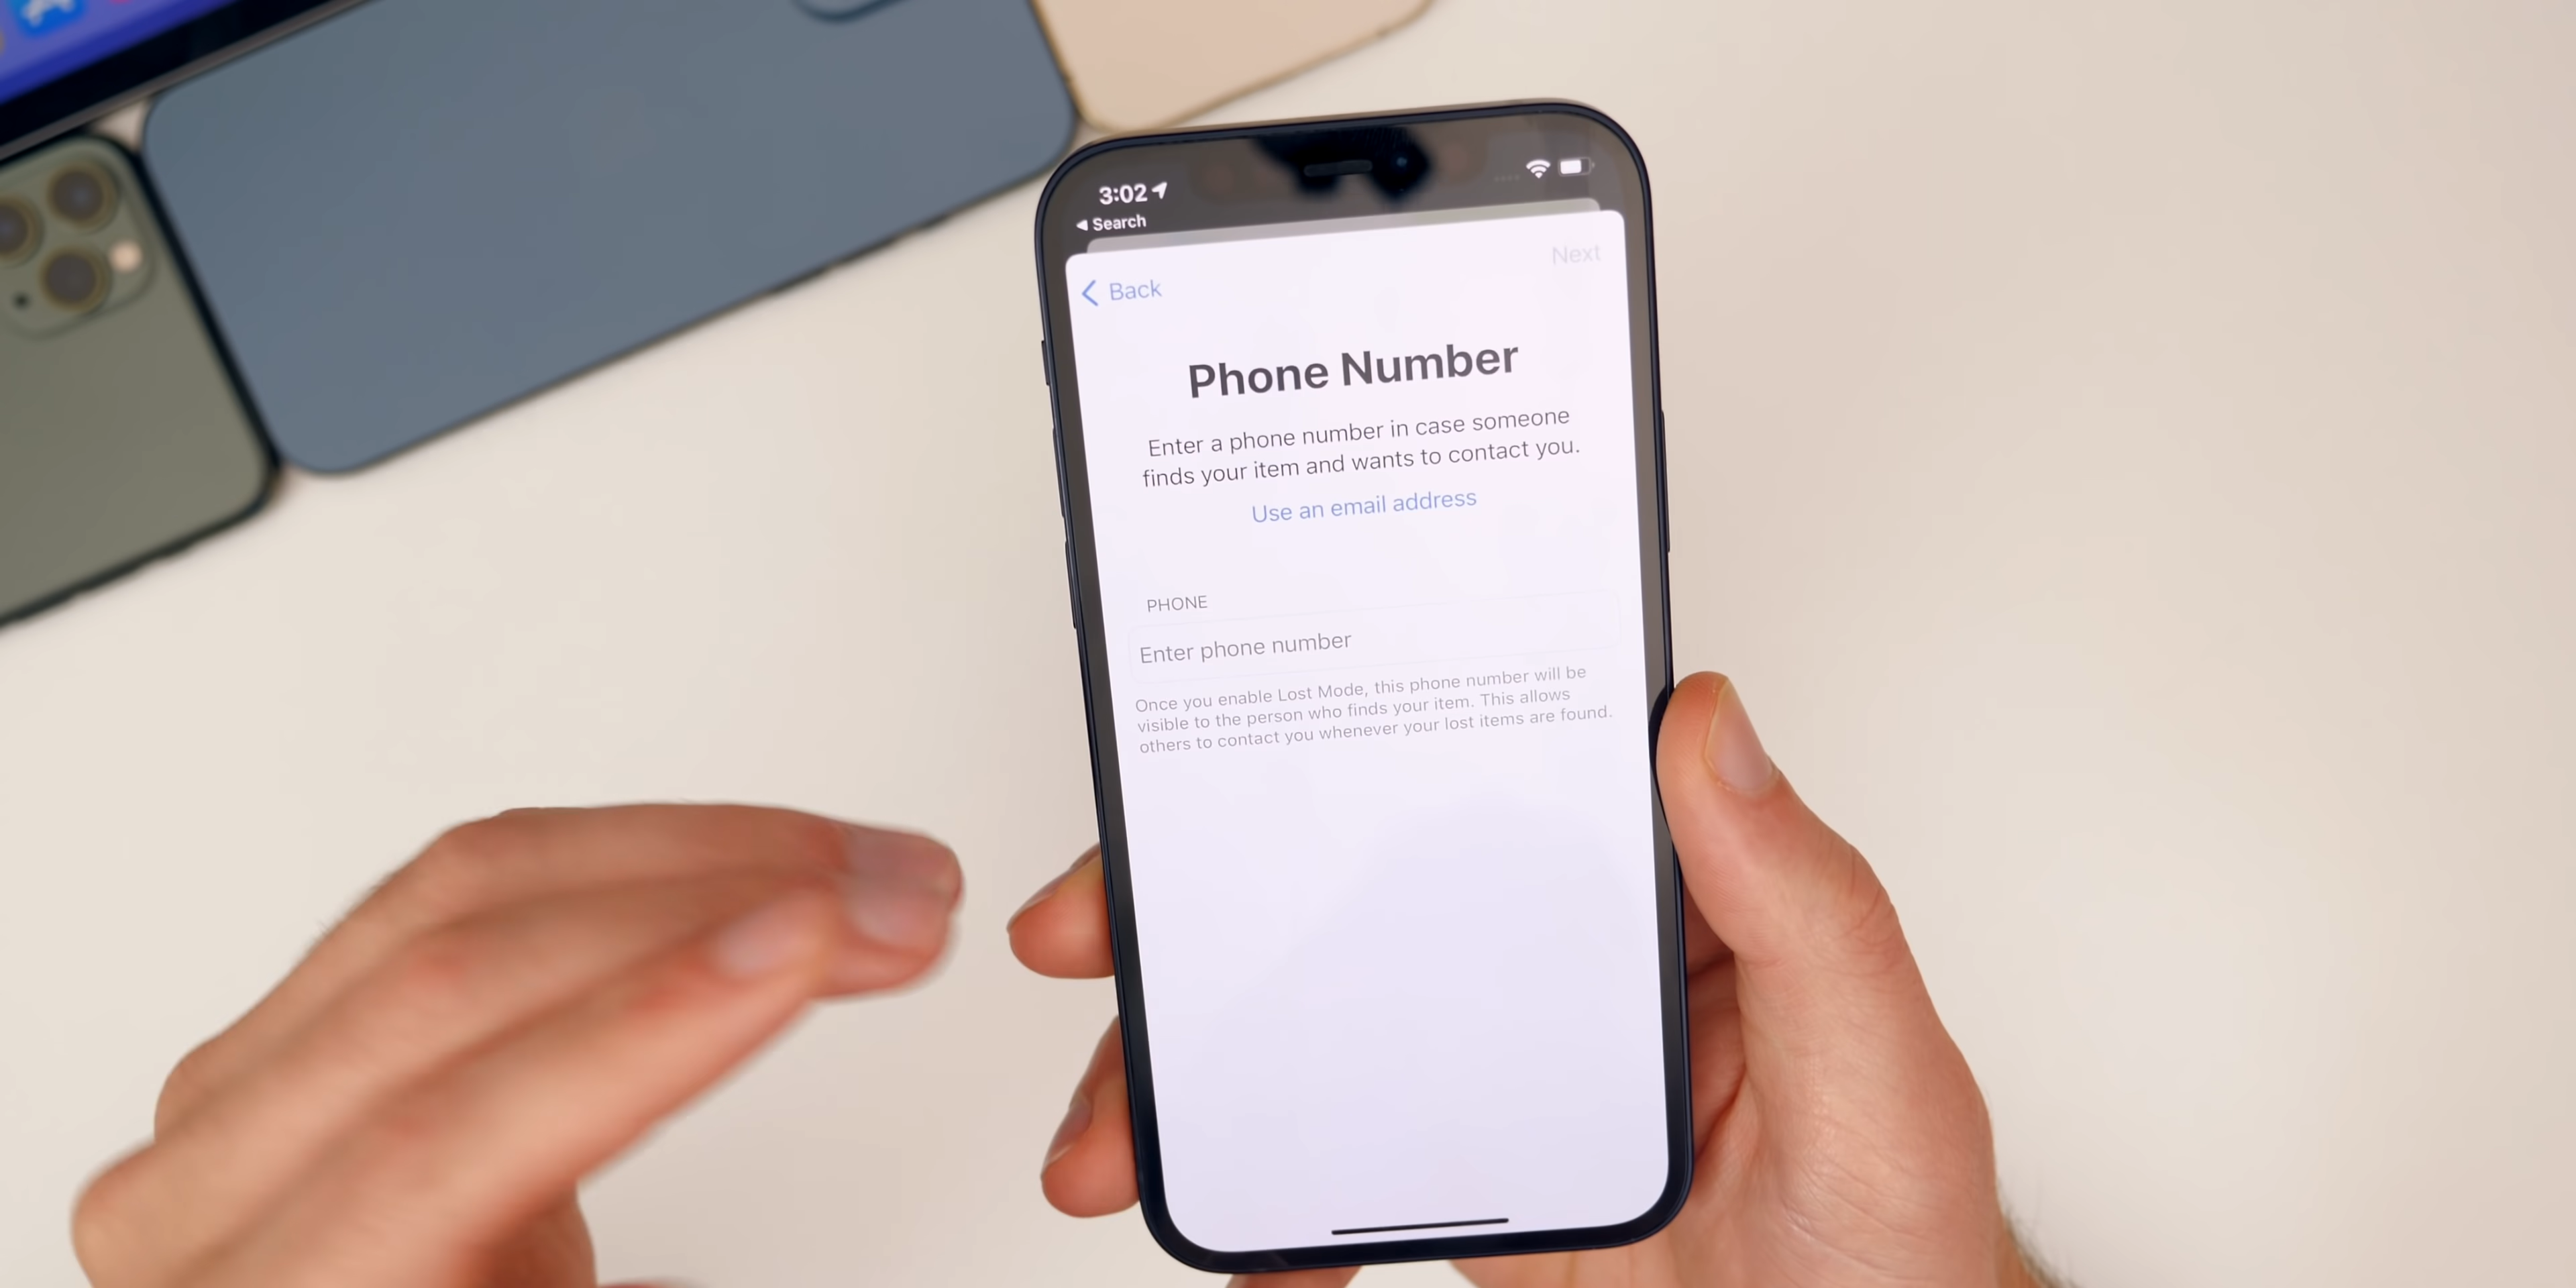 3:02
Search
Next
Back
Phone Number
Enter a phone number in case someone
finds your item and wants to contact you.
Use an email address
PHONE
Enter phone number
Once you enable Lost Mode, this phone number will be
visible to the person who finds your item. This allows
others to contact you whenever your lost items are found.